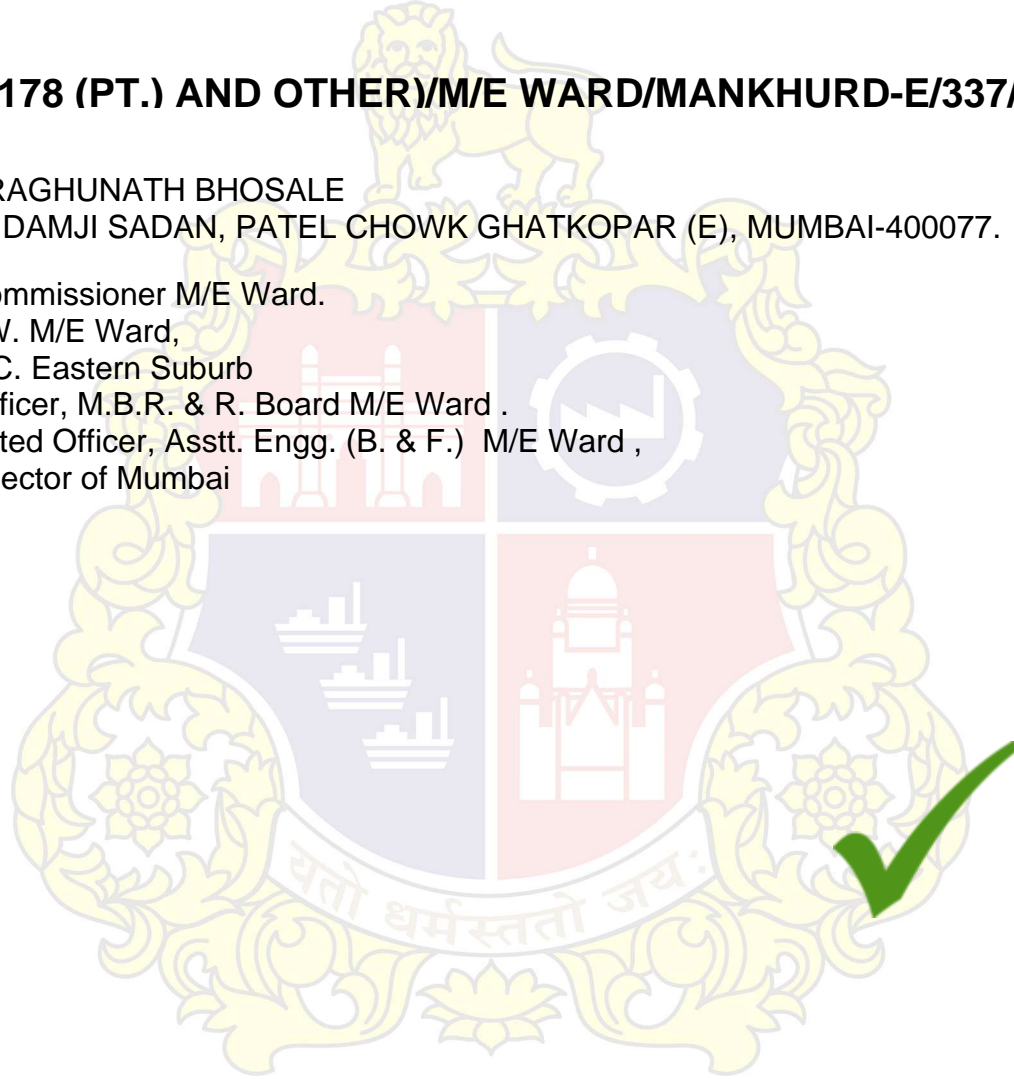 178 (PT.) AND OTHER)/M/E WARD/MANKHURD-E/337/
RAGHUNATH BHOSALE
DAMJI SADAN, PATEL CHOWK GHATKOPAR (E), MUMBAI-400077.
ommissioner M/E Ward.
W. M/E Ward,
C. Eastern Suburb
fficer, M.B.R. & R. Board M/E Ward .
ted Officer, Asstt. Engg. (B. & F.) M/E Ward ,
ector of Mumbai
यतो धर्मस्ततो जय: